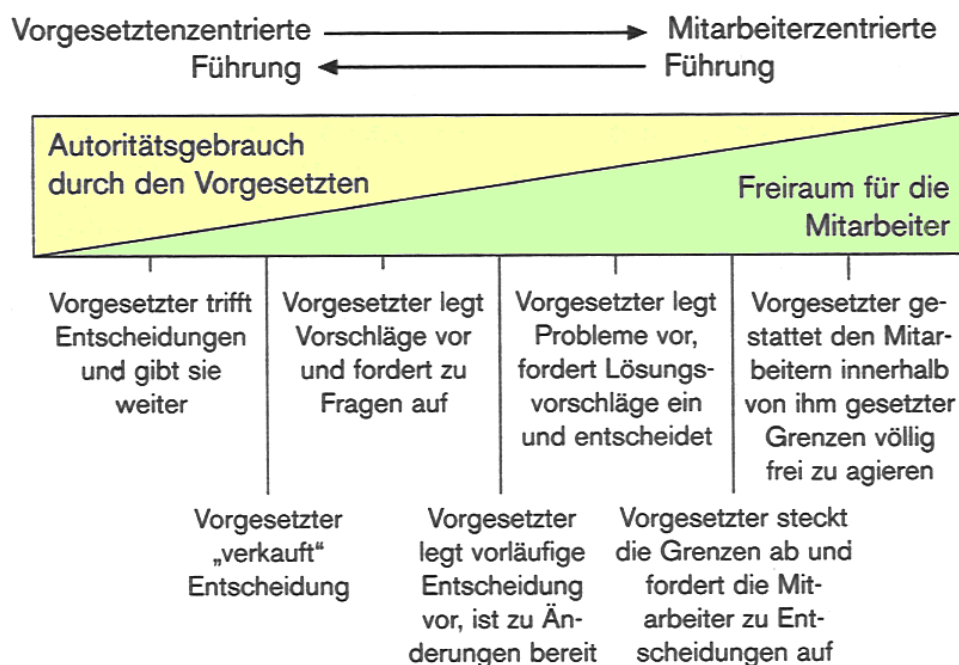 Vorgesetztenzentrierte
Führung
Mitarbeiterzentrierte
Führung
Autoritätsgebrauch
durch den Vorgesetzten
Freiraum für die
Mitarbeiter
Vorgesetzter trifft
Entscheidungen
und gibt sie
weiter
Vorgesetzter
„verkauft“
Entscheidung
Vorgesetzter legt
Vorschläge vor
und fordert zu
Fragen auf
Vorgesetzter
legt vorläufige
Entscheidung
vor, ist zu Än-
derungen bereit
Vorgesetzter legt
Probleme vor,
fordert Lösungs-
vorschläge ein
und entscheidet
Vorgesetzter steckt
die Grenzen ab und
fordert die Mit-
arbeiter zu Ent-
scheidungen auf
Vorgesetzter ge-
stattet den Mitar-
beitern innerhalb
von ihm gesetzter
Grenzen völlig
frei zu agieren